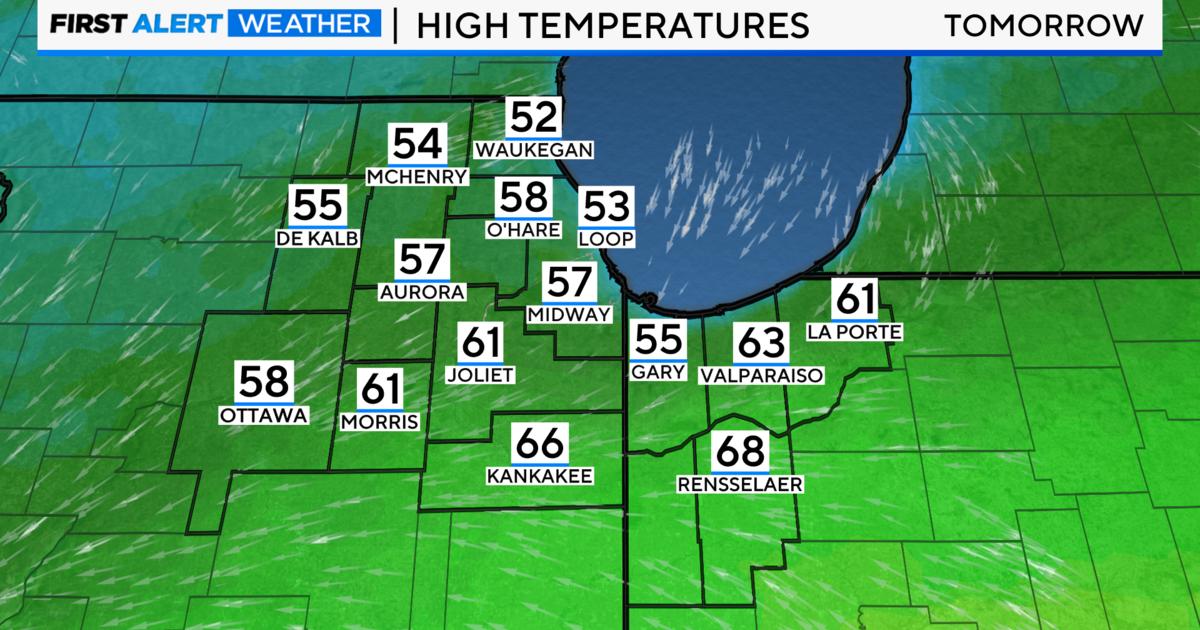 FIRST ALERT WEATHER | HIGH TEMPERATURES TOMORROW
52
WAUKEGAN
54
MCHENRY
55
DE KALB
58
O'HARE
53
LOOP
57
AURORA
57
MIDWAY
61
LA PORTE
61
JOLIET
55
GARY
63
VALPARAISO
58
OTTAWA
61
MORRIS
66
KANKAKEE
68
RENSSELAER